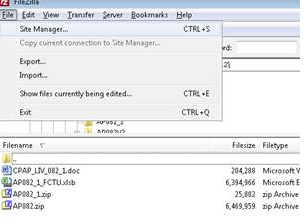 FileZilla
File Edit View Transfer Server Bookmarks Help
Site Manager... CTRL+S
Copy current connection to Site Manager...
word:
Export...
2\
Import...
Show files currently being edited... CTRL+E
Exit CTRL+Q
AP082_2
Filename Filesize Filetype
..
CPAP_LIV_082_1.doc 204,288 Microsoft
AP082_1_FCTU.xlsb 6,394,966 Microsoft E
AP082_1.zip 25,882 zip Archive
AP082.zip 6,469,959 zip Archive